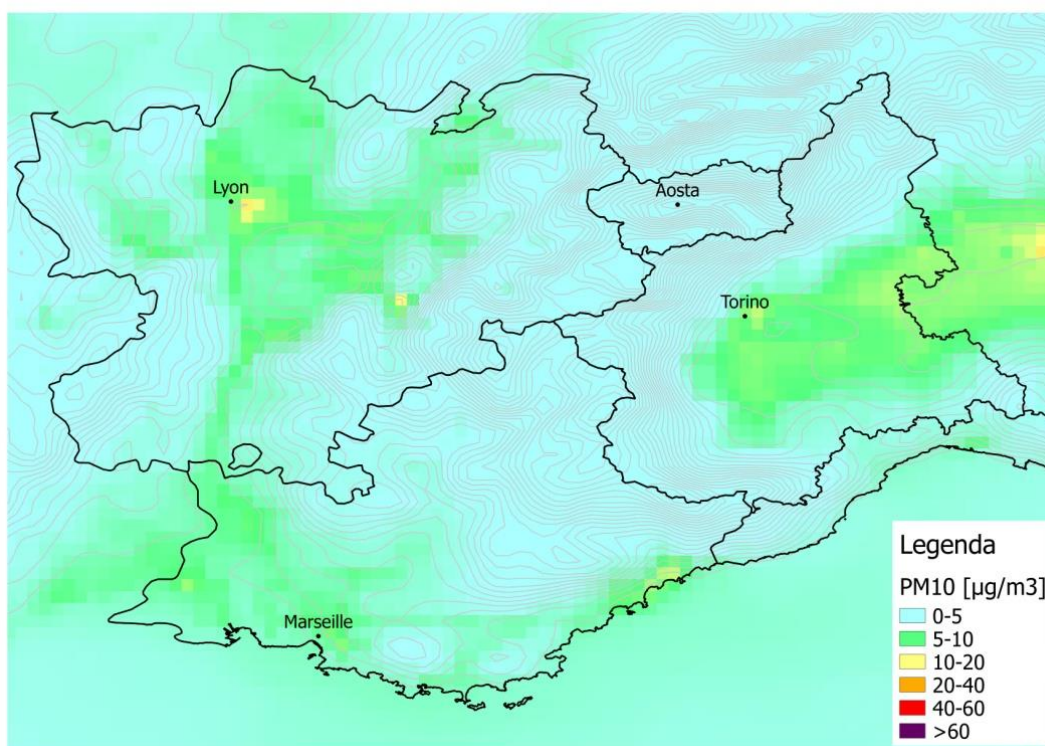 Lyon
Aosta
Torino
Marseille
Legenda
PM10 [µg/m3]
0-5
5-10
10-20
20-40
40-60
>60